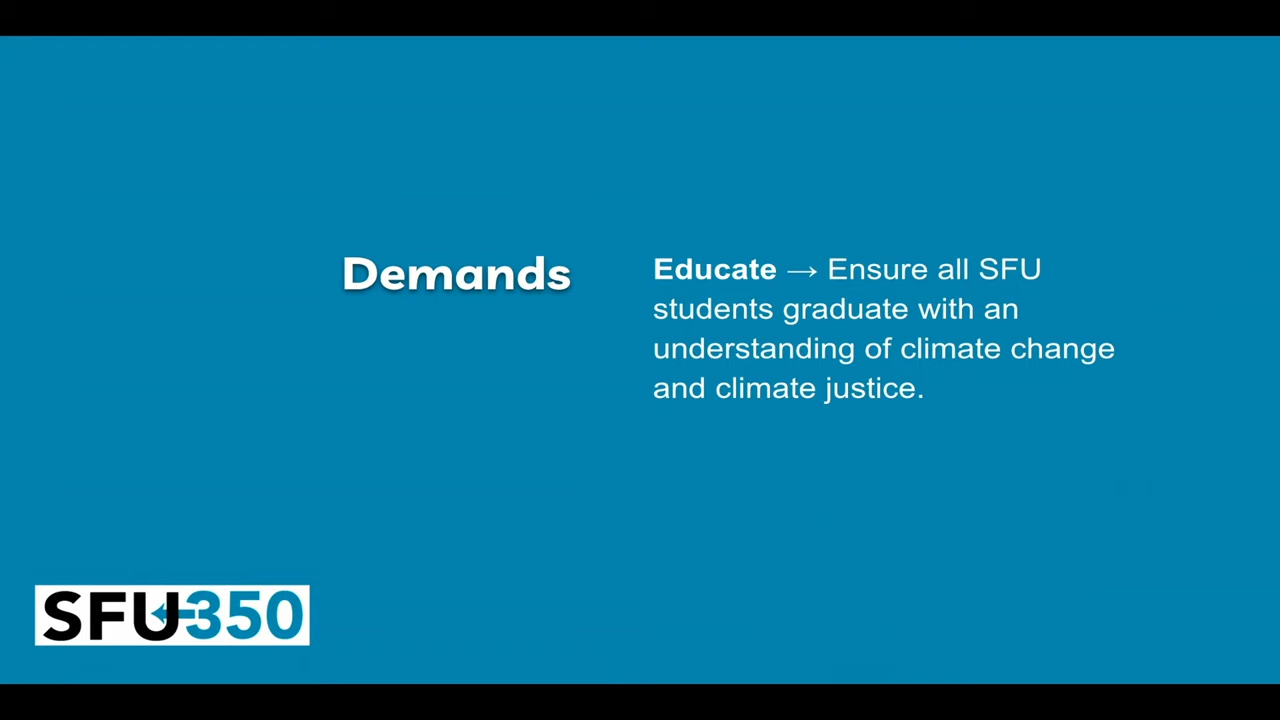 Demands
Educate → Ensure all SFU
students graduate with an
understanding of climate change
and climate justice.
SFU350